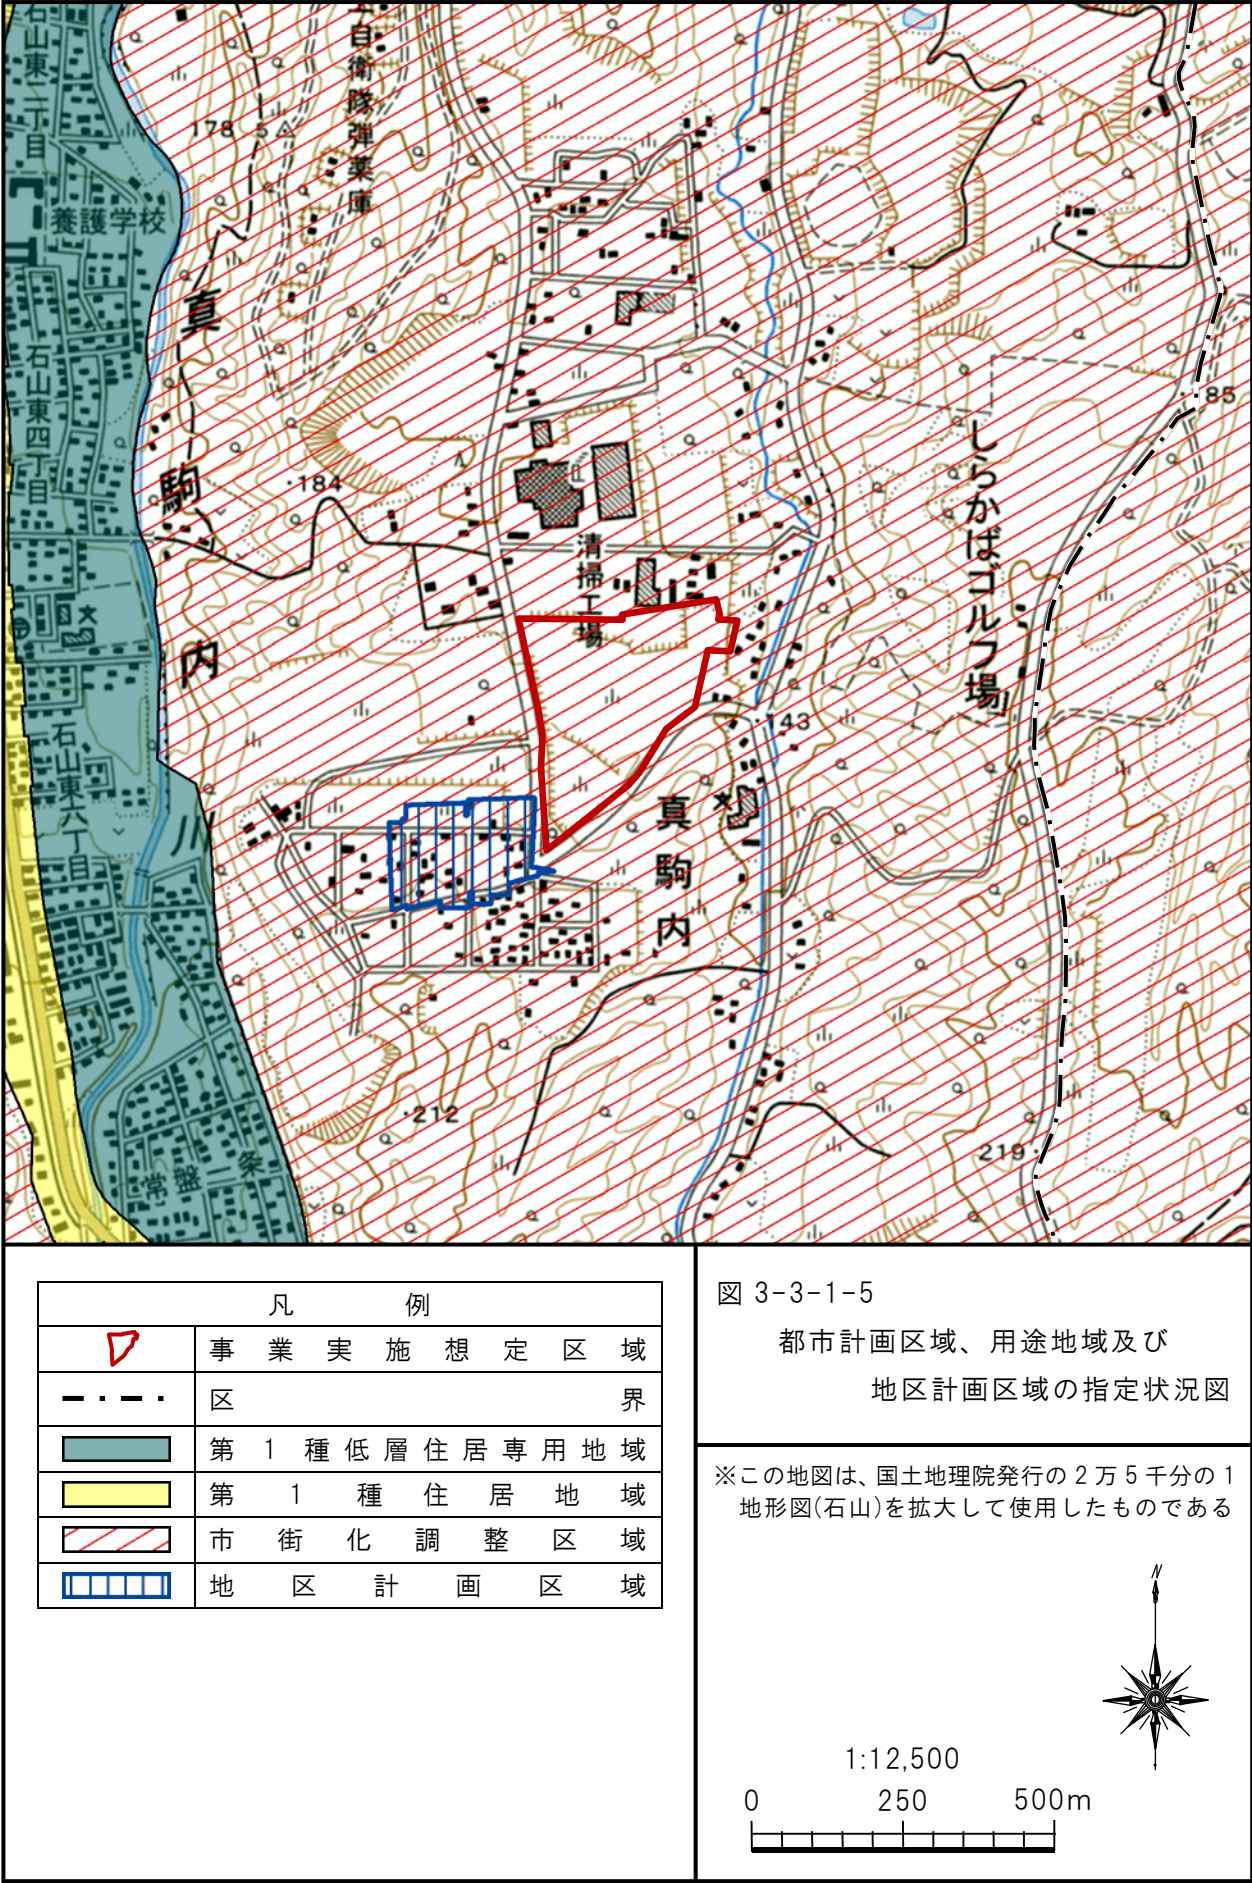 石山東一丁目
自衛隊弾薬庫
178.5
養護学校
真駒内川
石山東四丁目
・184
85
しらかばゴルフ場
清掃工場
文
石山東六丁目
143
文
真駒内
・212
219・
常盤一条
凡例
事業実施想定区域
区界
第1種低層住居専用地域
第1種住居地域
市街化調整区域
地区計画区域
図 3-3-1-5
都市計画区域、用途地域及び
地区計画区域の指定状況図
※この地図は、国土地理院発行の2万5千分の1
地形図(石山)を拡大して使用したものである
N
1:12,500
0 250 500m